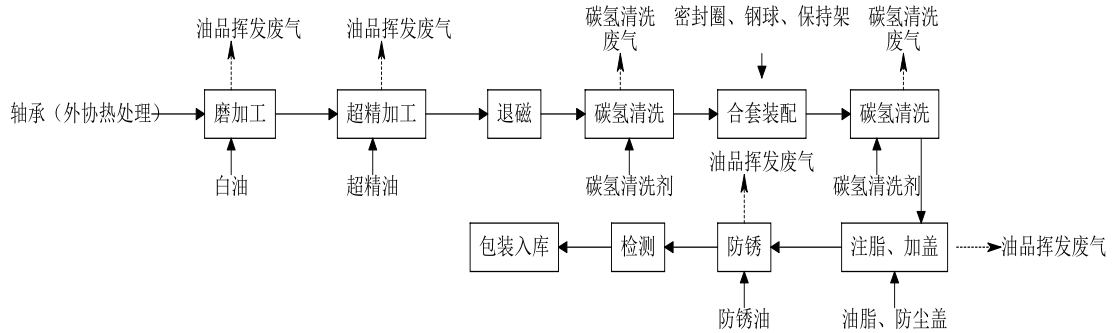 油品挥发废气
油品挥发废气
碳氢清洗
废气
密封圈、钢球、保持架
碳氢清洗
废气
轴承（外协热处理）
磨加工
超精加工
退磁
碳氢清洗
合套装配
碳氢清洗
白油
超精油
碳氢清洗剂
油品挥发废气
碳氢清洗剂
包装入库
检测
防锈
注脂、加盖
油品挥发废气
防锈油
油脂、防尘盖